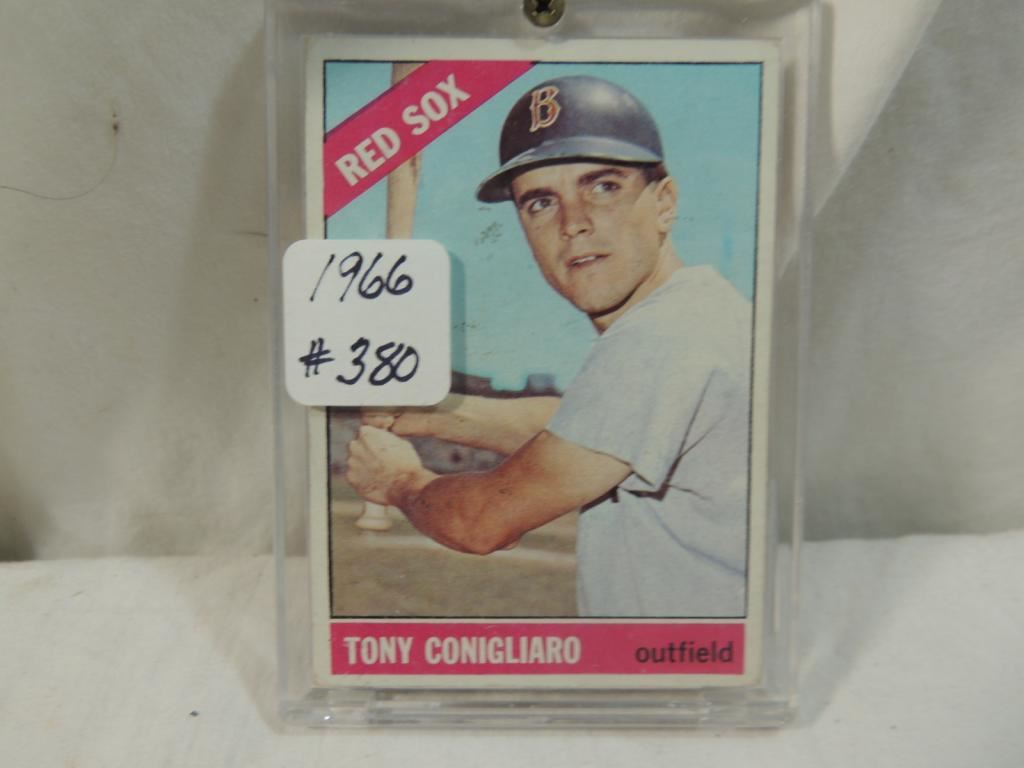 RED SOX
B
1966
#380
TONY CONIGLIARO outfield